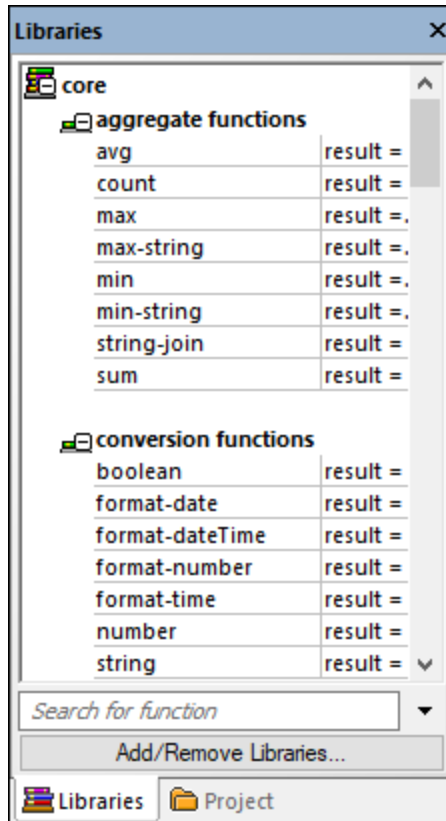 Libraries
core
aggregate functions
avg result =
count result =
max result =.
max-string result =.
min result =.
min-string result =.
string-join result =
sum result =
conversion functions
boolean result =
format-date result =
format-dateTime result =
format-number result =
format-time result =
number result =
string result =
Search for function
Add/Remove Libraries...
Libraries Project